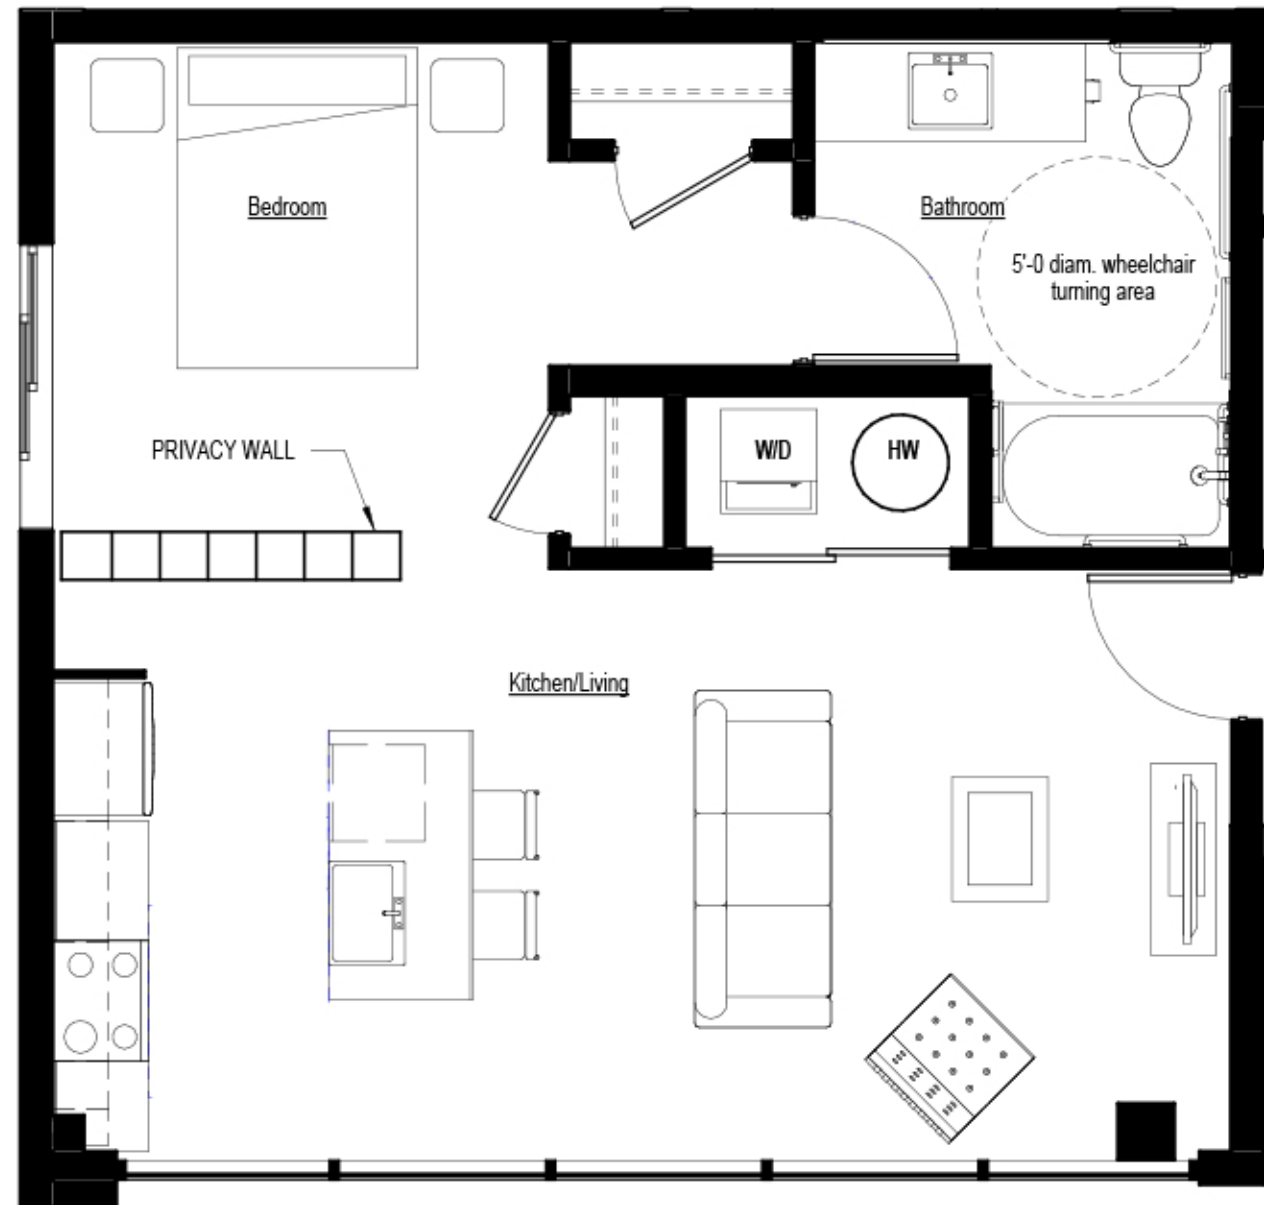 Bedroom
Bathroom
5'-0 diam. wheelchair
turning area
PRIVACY WALL
W/D
HW
Kitchen/Living